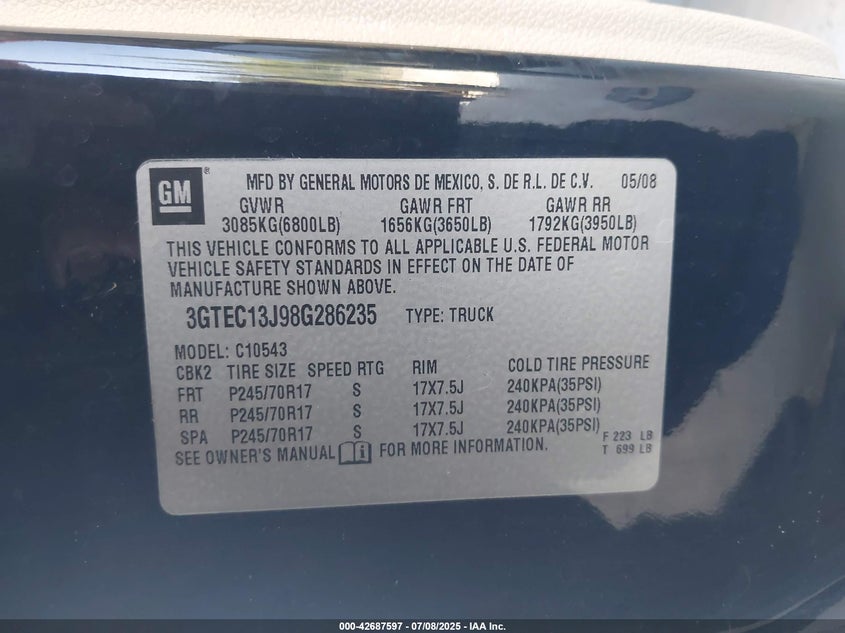 GM® MFD BY GENERAL MOTORS DE MEXICO, S. DE R.L. DE C.V. 05/08
GVWR GAWR FRT GAWR RR
3085KG(6800LB) 1656KG(3650LB) 1792KG(3950LB)
THIS VEHICLE CONFORMS TO ALL APPLICABLE U.S. FEDERAL MOTOR
VEHICLE SAFETY STANDARDS IN EFFECT ON THE DATE OF
MANUFACTURE SHOWN ABOVE.
3GTEC13J98G286235 TYPE: TRUCK
MODEL: C10543
CBK2 TIRE SIZE SPEED RTG RIM COLD TIRE PRESSURE
FRT P245/70R17 S 17X7.5J 240KPA(35PSI)
RR P245/70R17 S 17X7.5J 240KPA(35PSI)
SPA P245/70R17 S 17X7.5J 240KPA(35PSI)
F 223 LB
SEE OWNER'S MANUAL FOR MORE INFORMATION. T 699 LB
000-42687597 - 07/08/2025 - IAA Inc.